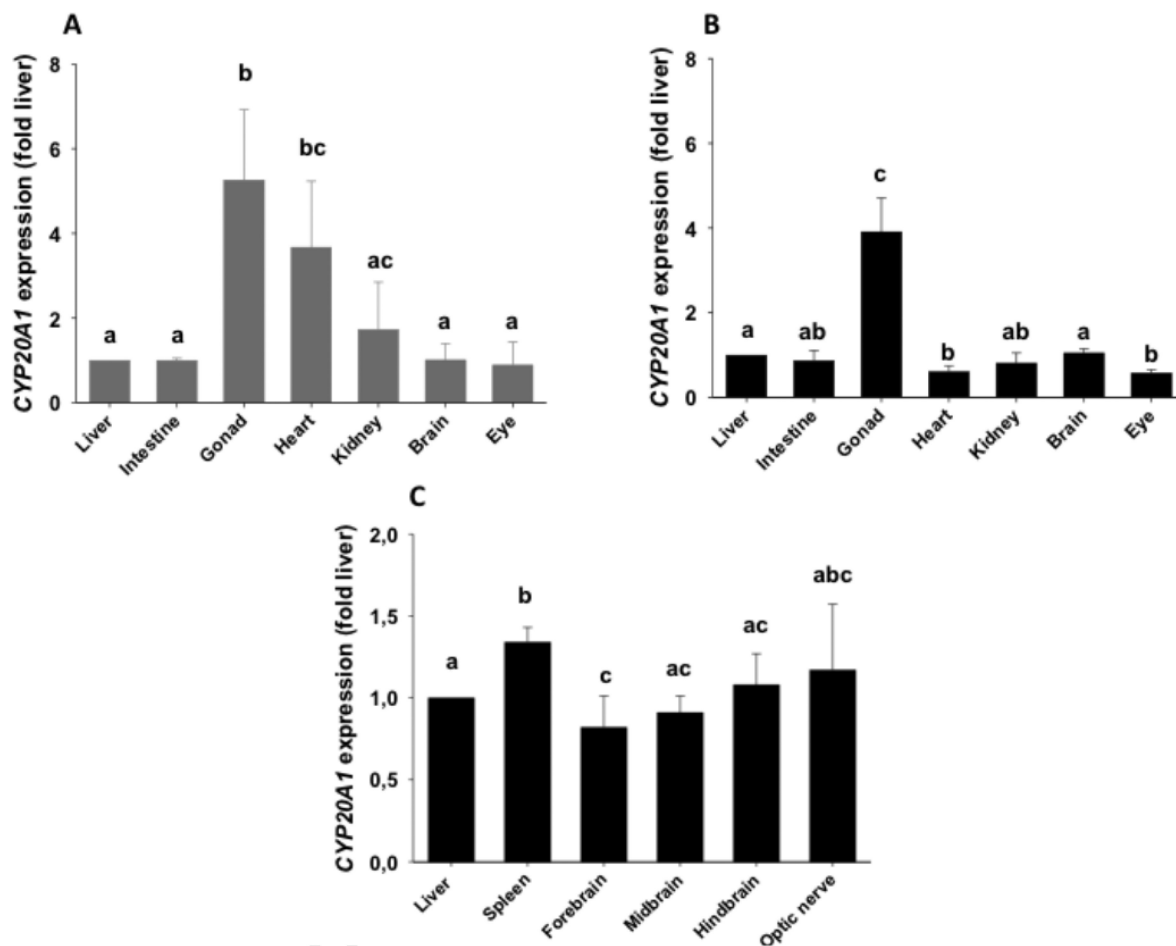 A
CYP20A1 expression (fold liver)
8
6
4
2
0
a
a
b
bc
ac
a
a
Liver
Intestine
Gonad
Heart
Kidney
Brain
Eye
B
CYP20A1 expression (fold liver)
8
6
4
2
0
a
ab
c
b
ab
a
b
Liver
Intestine
Gonad
Heart
Kidney
Brain
Eye
C
CYP20A1 expression (fold liver)
2,0
1,5
1,0
0,5
0,0
a
b
c
ac
ac
abc
Liver
Spleen
Forebrain
Midbrain
Hindbrain
Optic nerve